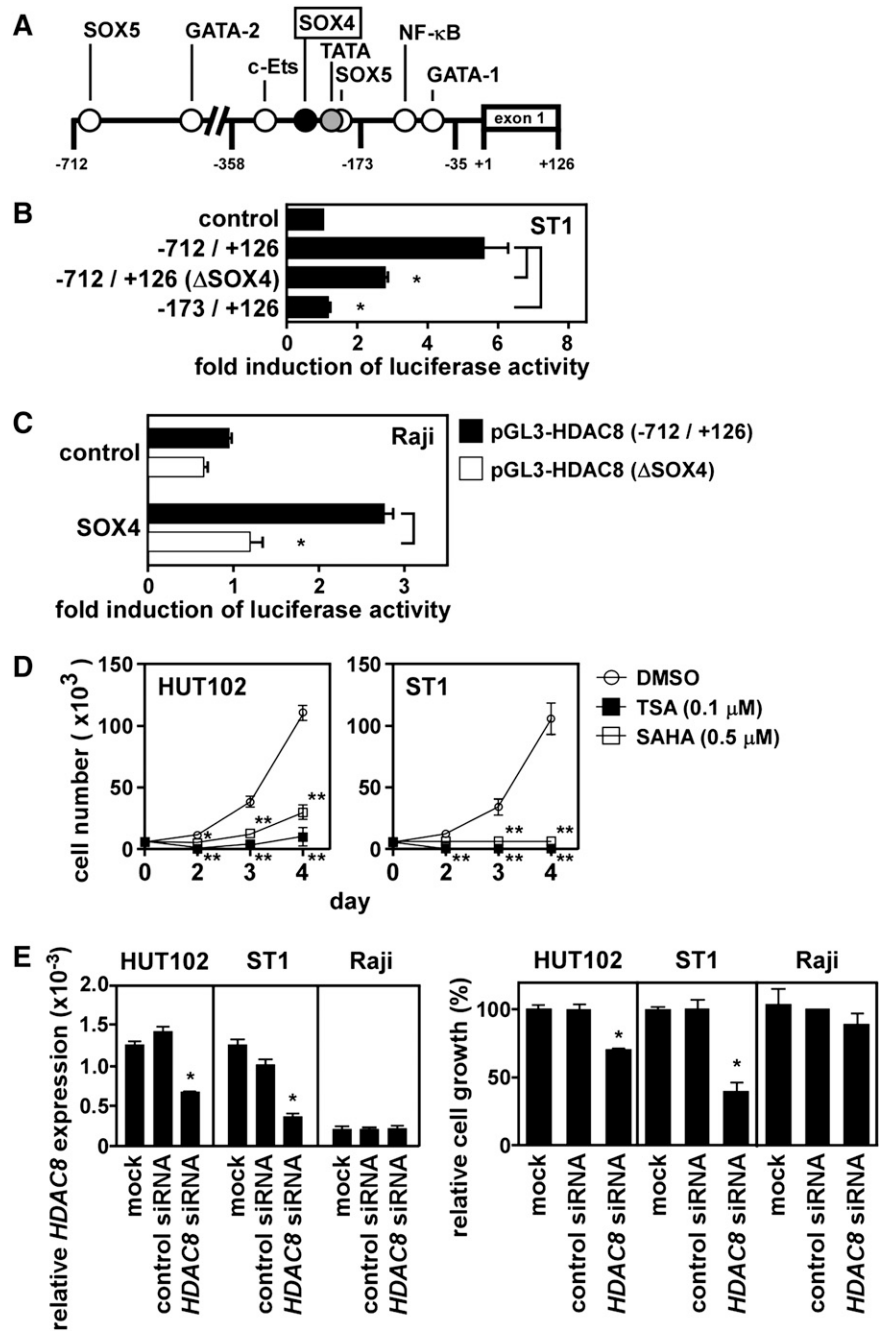 A
SOX5
GATA-2
c-Ets
SOX4
TATA
SOX5
NF-κB
GATA-1
exon 1
-712
-358
-173
-35
+1
+126
B
ST1
control
-712 / +126
-712 / +126 (ΔSOX4)
*
-173 / +126
*
0 2 4 6 8
fold induction of luciferase activity
C
Raji
control
SOX4
*
0 1 2 3
fold induction of luciferase activity
pGL3-HDAC8 (-712 / +126)
pGL3-HDAC8 (ΔSOX4)
D
cell number ( x10³)
150
100
50
0
HUT102
* ** **
** ** **
0 2 3 4
150
100
50
0
ST1
** **
** ** **
0 2 3 4
day
DMSO
TSA (0.1 μM)
SAHA (0.5 μM)
E
relative HDAC8 expression (x10⁻³)
HUT102 ST1 Raji
2.0
1.5
1.0
0.5
0
* *
mock
control siRNA
HDAC8 siRNA
mock
control siRNA
HDAC8 siRNA
mock
control siRNA
HDAC8 siRNA
relative cell growth (%)
HUT102 ST1 Raji
100
50
0
* *
mock
control siRNA
HDAC8 siRNA
mock
control siRNA
HDAC8 siRNA
mock
control siRNA
HDAC8 siRNA